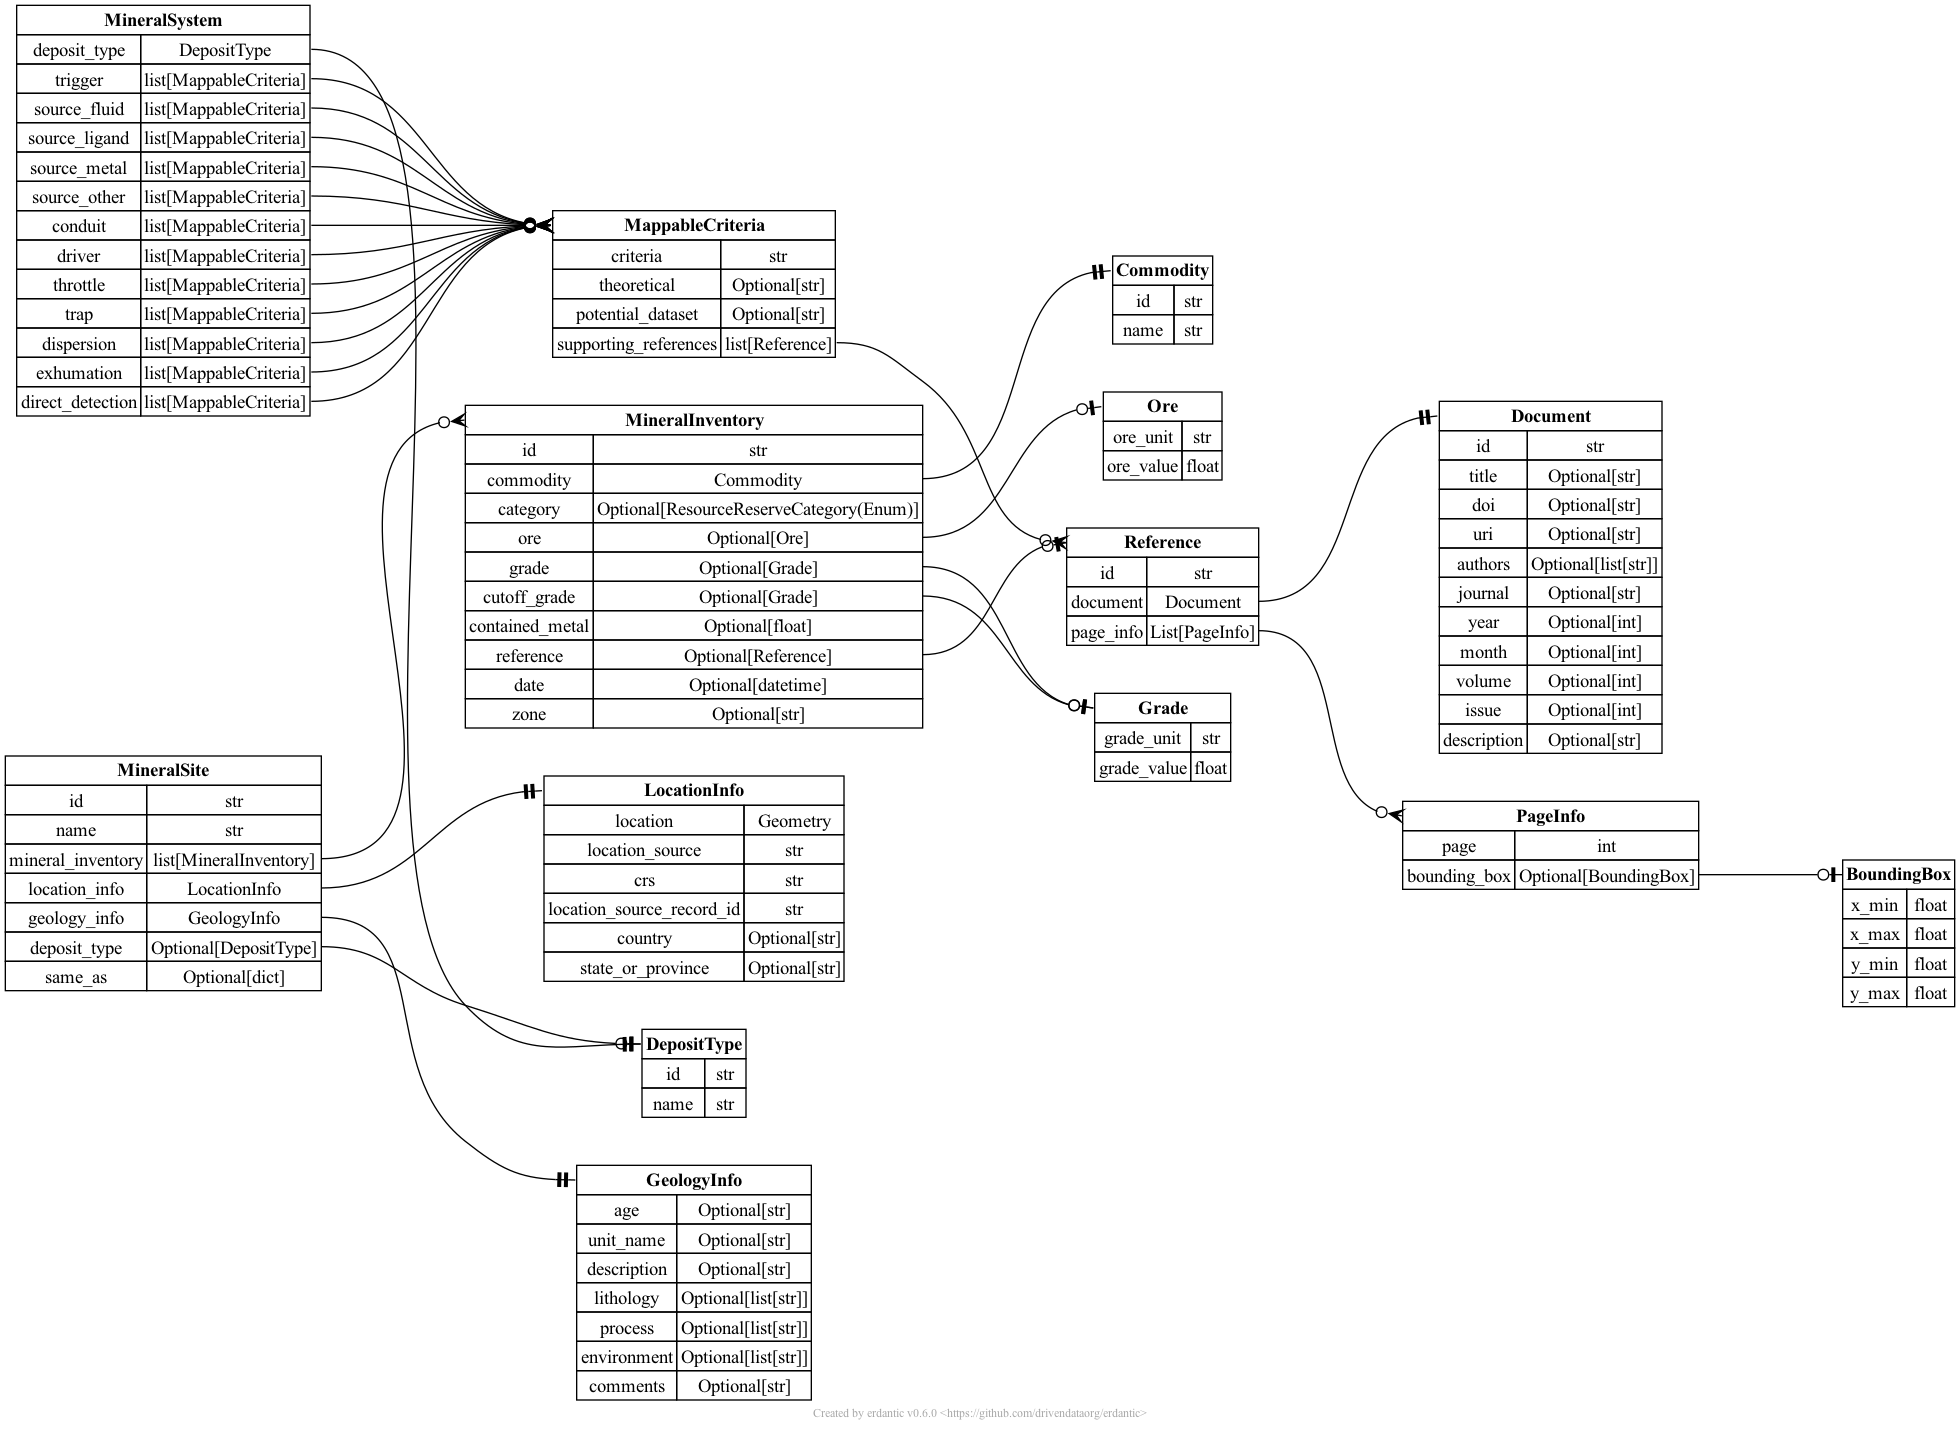 MineralSystem
deposit_type DepositType
trigger list[MappableCriteria]
source_fluid list[MappableCriteria]
source_ligand list[MappableCriteria]
source_metal list[MappableCriteria]
source_other list[MappableCriteria]
conduit list[MappableCriteria]
driver list[MappableCriteria]
throttle list[MappableCriteria]
trap list[MappableCriteria]
dispersion list[MappableCriteria]
exhumation list[MappableCriteria]
direct_detection list[MappableCriteria]
MappableCriteria
criteria str
theoretical Optional[str]
potential_dataset Optional[str]
supporting_references list[Reference]
Commodity
id str
name str
Ore
ore_unit str
ore_value float
MineralInventory
id str
commodity Commodity
category Optional[ResourceReserveCategory(Enum)]
ore Optional[Ore]
grade Optional[Grade]
cutoff_grade Optional[Grade]
contained_metal Optional[float]
reference Optional[Reference]
date Optional[datetime]
zone Optional[str]
Reference
id str
document Document
page_info List[PageInfo]
Document
id str
title Optional[str]
doi Optional[str]
uri Optional[str]
authors Optional[list[str]]
journal Optional[str]
year Optional[int]
month Optional[int]
volume Optional[int]
issue Optional[int]
description Optional[str]
Grade
grade_unit str
grade_value float
MineralSite
id str
name str
mineral_inventory list[MineralInventory]
location_info LocationInfo
geology_info GeologyInfo
deposit_type Optional[DepositType]
same_as Optional[dict]
LocationInfo
location Geometry
location_source str
crs str
location_source_record_id str
country Optional[str]
state_or_province Optional[str]
PageInfo
page int
bounding_box Optional[BoundingBox]
BoundingBox
x_min float
x_max float
y_min float
y_max float
DepositType
id str
name str
GeologyInfo
age Optional[str]
unit_name Optional[str]
description Optional[str]
lithology Optional[list[str]]
process Optional[list[str]]
environment Optional[list[str]]
comments Optional[str]
Created by erdantic v0.6.0 <https://github.com/drivendataorg/erdantic>